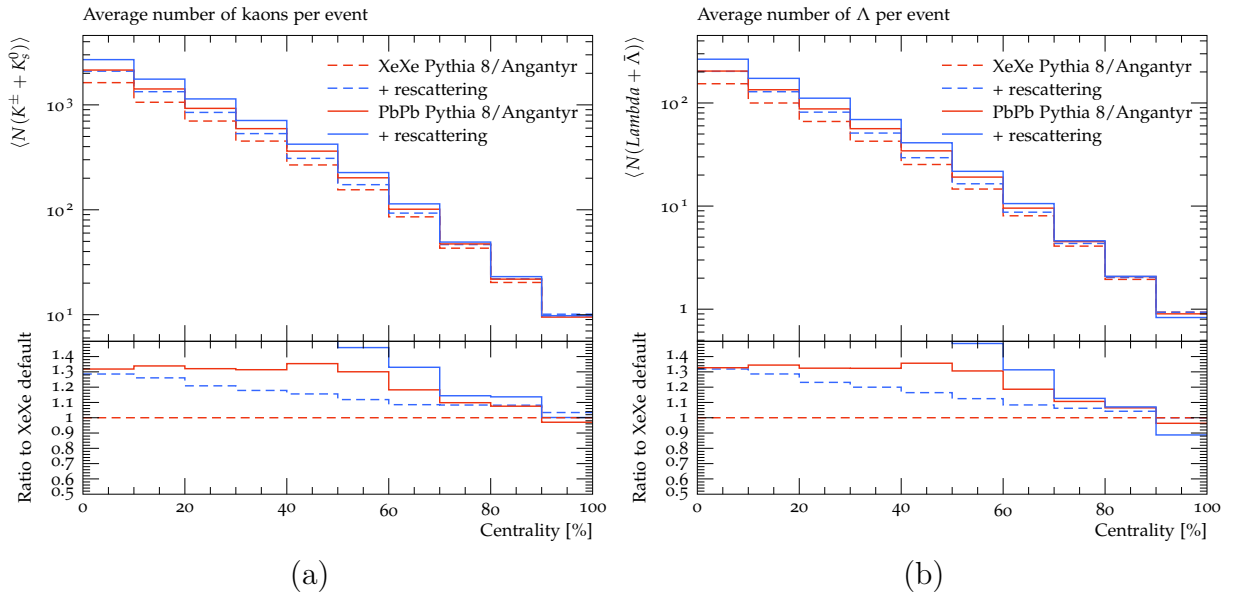 Average number of kaons per event
⟨N(K± + K⁰ₛ)⟩
10³
10²
10¹
XeXe Pythia 8/Angantyr
+ rescattering
PbPb Pythia 8/Angantyr
+ rescattering
Ratio to XeXe default
1.4
1.3
1.2
1.1
1
0.9
0.8
0.7
0.6
0.5
0 20 40 60 80 100
Centrality [%]
(a)
Average number of Λ per event
⟨N(Lambda + Λ̄)⟩
10²
10¹
1
XeXe Pythia 8/Angantyr
+ rescattering
PbPb Pythia 8/Angantyr
+ rescattering
Ratio to XeXe default
1.4
1.3
1.2
1.1
1
0.9
0.8
0.7
0.6
0.5
0 20 40 60 80 100
Centrality [%]
(b)